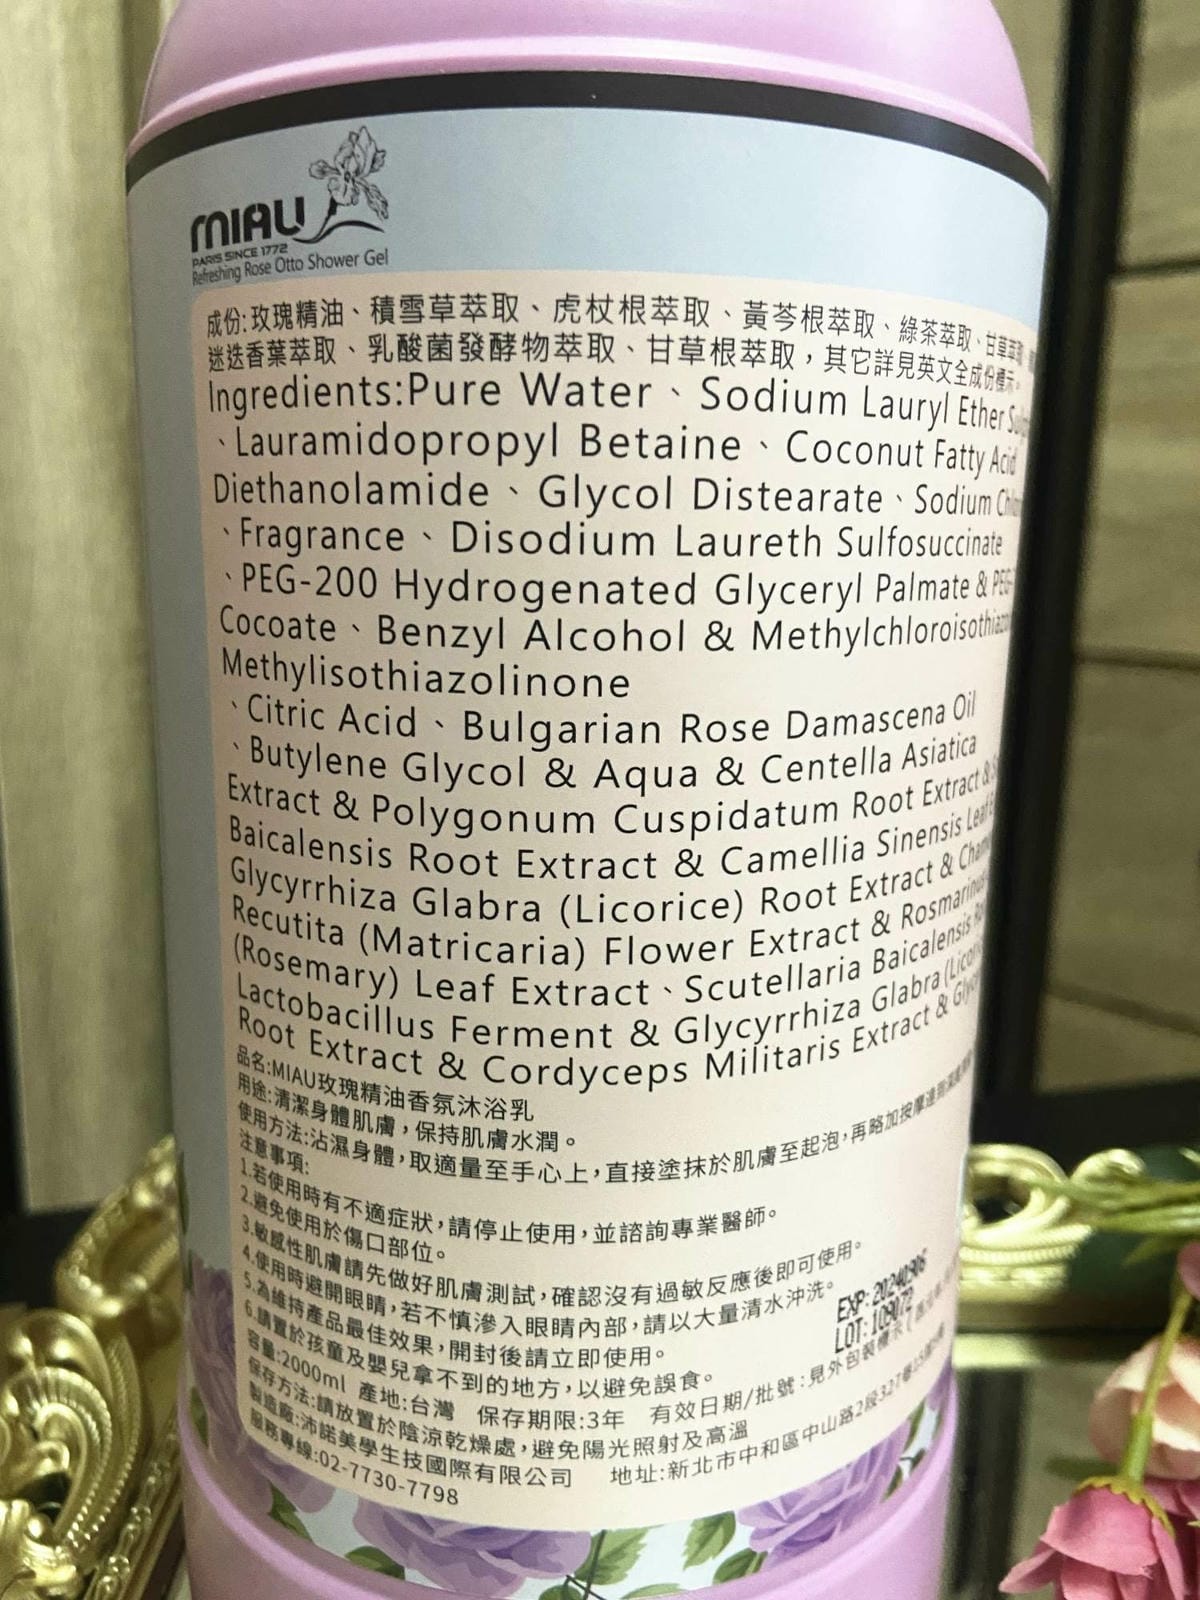 MIAU
PARIS SINCE 1772
Refreshing Rose Otto Shower Gel
成份:玫瑰精油、積雪草萃取、虎杖根萃取、黃芩根萃取、綠茶萃取、甘草萃取、
迷迭香葉萃取、乳酸菌發酵物萃取、甘草根萃取，其它詳見英文全成份標示。
Ingredients:Pure Water、Sodium Lauryl Ether
、Lauramidopropyl Betaine、Coconut Fatty Acid
Diethanolamide、Glycol Distearate、Sodium
、Fragrance、Disodium Laureth Sulfosuccinate
、PEG-200 Hydrogenated Glyceryl Palmate &
Cocoate、Benzyl Alcohol &
Methylisothiazolinone
、Citric Acid、Bulgarian Rose Damascena Oil
、Butylene Glycol & Aqua & Centella Asiatica
Extract & Polygonum Cuspidatum Root Extract &
Baicalensis Root Extract & Camellia Sinensis Leaf
Glycyrrhiza Glabra (Licorice) Root Extract &
Recutita (Matricaria) Flower Extract &
(Rosemary) Leaf Extract、Scutellaria Baicalensis
Lactobacillus Ferment & Glycyrrhiza Glabra
Root Extract & Cordyceps Militaris Extract &
品名:MIAU玫瑰精油香氛沐浴乳
用途:清潔身體肌膚，保持肌膚水潤。
使用方法:沾濕身體，取適量至手心上，直接塗抹於肌膚至起泡，再略加按摩達到
注意事項:
1.若使用時有不適症狀，請停止使用，並諮詢專業醫師。
2.避免使用於傷口部位。
3.敏感性肌膚請先做好肌膚測試，確認沒有過敏反應後即可使用。
4.使用時避開眼睛，若不慎滲入眼睛內部，請以大量清水沖洗。
5.為維持產品最佳效果，開封後請立即使用。
6.請置於孩童及嬰兒拿不到的地方，以避免誤食。
EXP: 20240906
LOT: 109072
容量:2000ml 產地:台灣 保存期限:3年 有效日期/批號:見外包裝標示
保存方法:請放置於陰涼乾燥處，避免陽光照射及高溫
製造廠:沛諾美學生技國際有限公司 地址:新北市中和區中山路2段327巷
服務專線:02-7730-7798